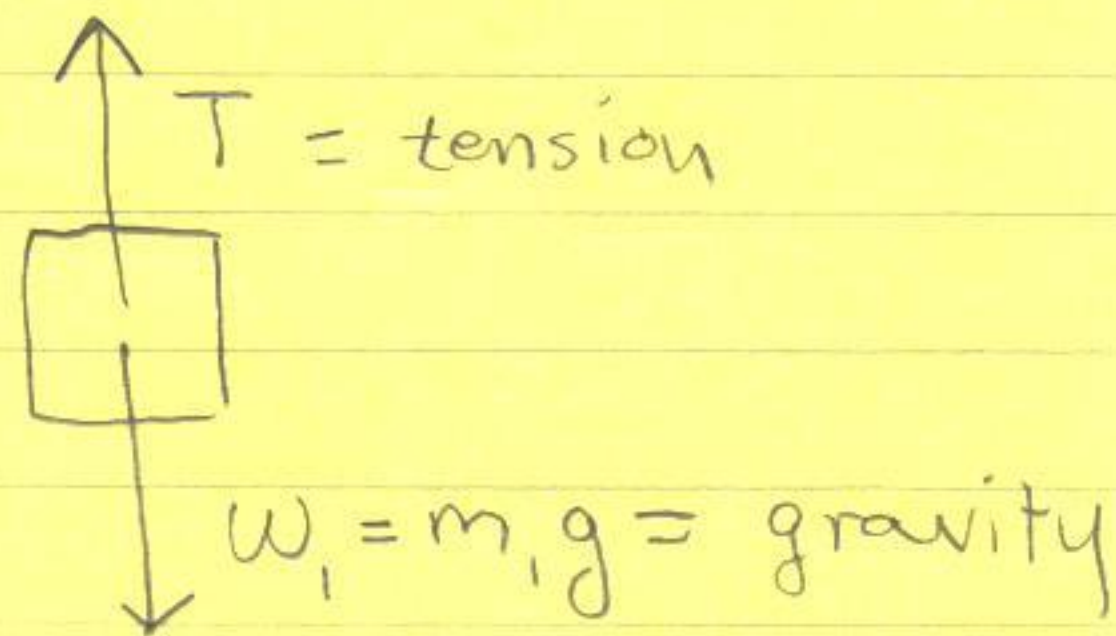 T = tension
w₁ = m₁g = gravity